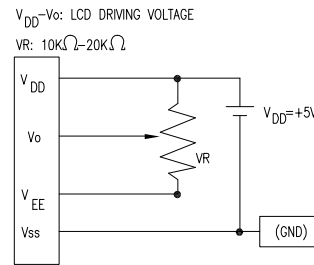 VDD-Vo: LCD DRIVING VOLTAGE
VR: 10KΩ-20KΩ
VDD
Vo
VDD=+5V
VR
VEE
Vss
(GND)